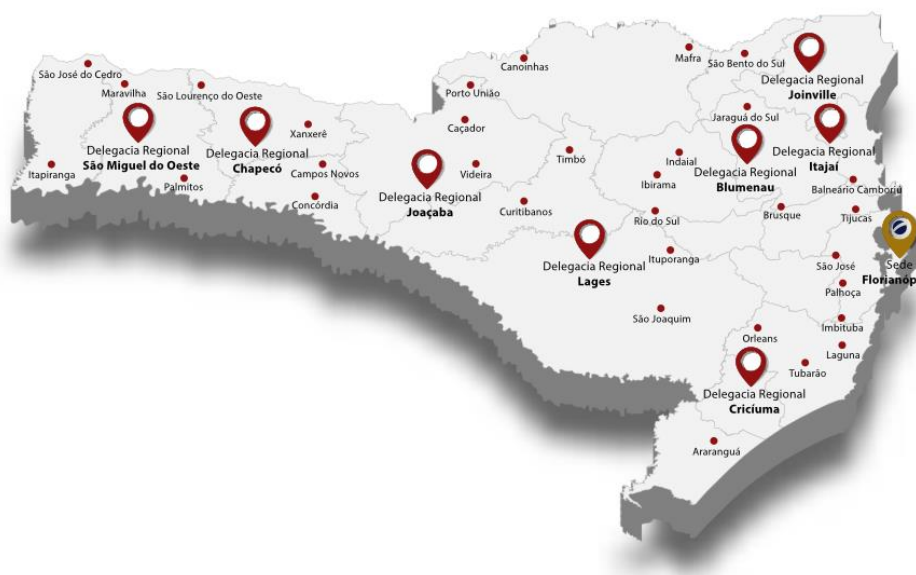 Mafra
São Bento do Sul
Canoinhas
São José do Cedro
Delegacia Regional
Joinville
Maravilha
São Lourenço do Oeste
Porto União
Jaraguá do Sul
Caçador
Xanxerê
Delegacia Regional
São Miguel do Oeste
Delegacia Regional
Chapecó
Timbó
Indaial
Delegacia Regional
Blumenau
Delegacia Regional
Itajaí
Itapiranga
Palmitos
Campos Novos
Videira
Ibirama
Balneário Camboriú
Delegacia Regional
Joaçaba
Concórdia
Curitibanos
Rio do Sul
Brusque
Tijucas
Delegacia Regional
Lages
Ituporanga
São José
Sede
Florianóp
Palhoça
São Joaquim
Imbituba
Orleans
Laguna
Tubarão
Delegacia Regional
Cricíuma
Araranguá